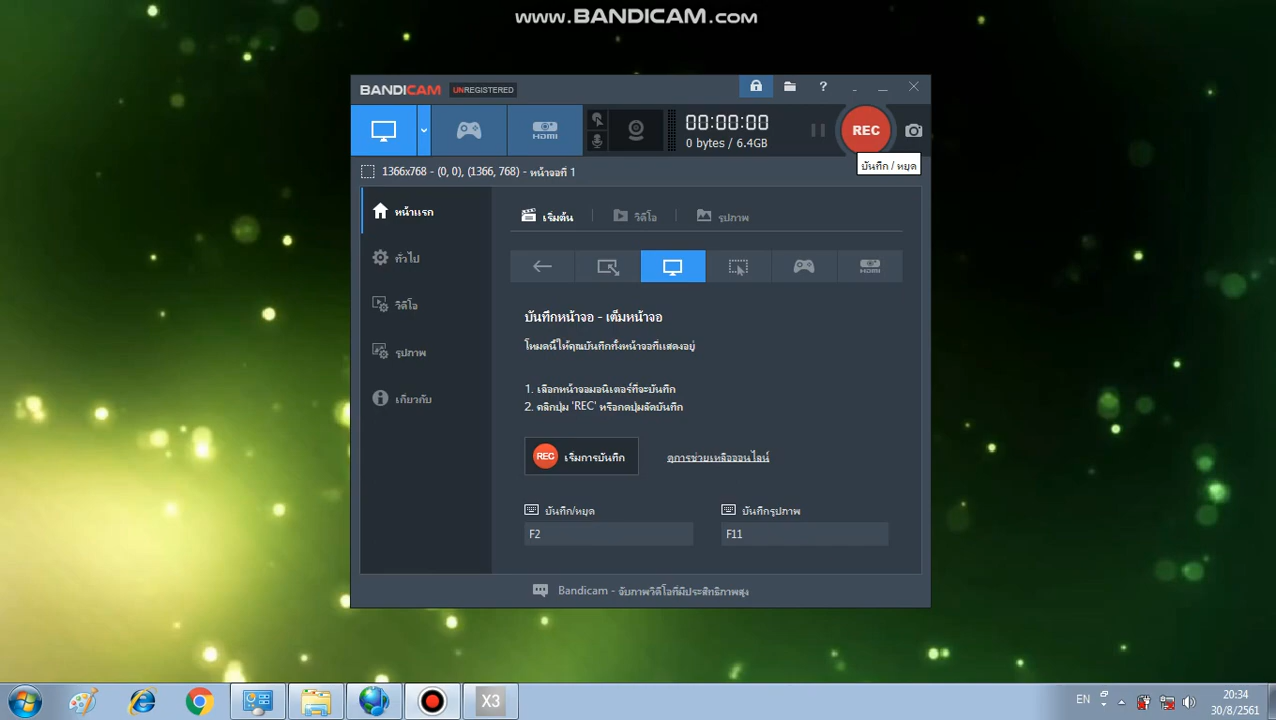 www.BANDICAM.com
BANDICAM UNREGISTERED
?
HDMI
00:00:00
0 bytes / 6.4GB
REC
บันทึก / หยุด
1366x768 - (0, 0), (1366, 768) - หน้าจอที่ 1
หน้าแรก
ทั่วไป
วิดีโอ
รูปภาพ
เกี่ยวกับ
เริ่มต้น
วิดีโอ
รูปภาพ
HDMI
บันทึกหน้าจอ - เต็มหน้าจอ
โหมดนี้ให้คุณบันทึกทั้งหน้าจอที่แสดงอยู่
1. เลือกหน้าจอมอนิเตอร์ที่จะบันทึก
2. คลิกปุ่ม 'REC' หรือกดปุ่มลัดบันทึก
REC เริ่มการบันทึก
ดูการช่วยเหลือออนไลน์
บันทึก/หยุด
บันทึกรูปภาพ
F2
F11
Bandicam - จับภาพวิดีโอที่มีประสิทธิภาพสูง
X3
EN
20:34
30/8/2561